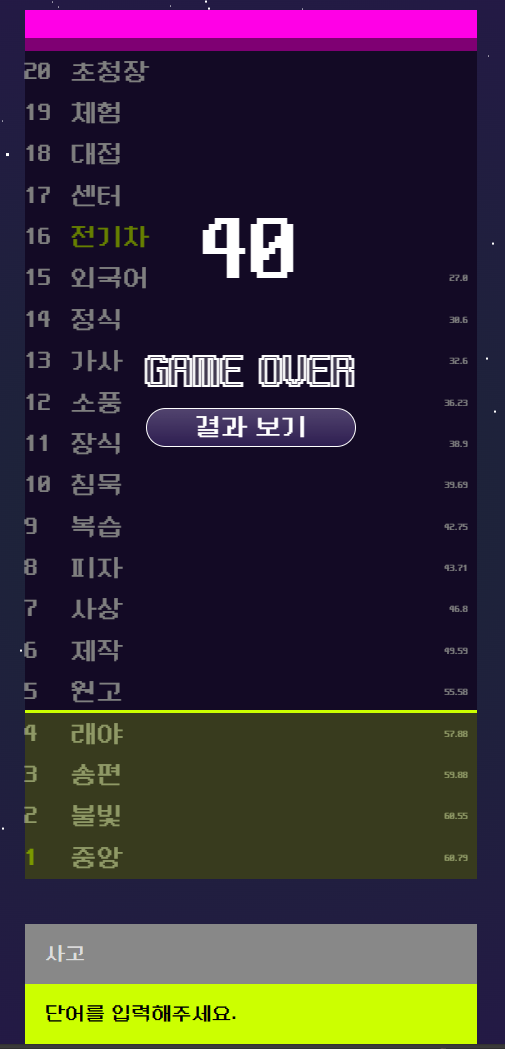 20 초청장
19 체험
18 대접
17 센터
16 전기차
40
15 외국어 27.0
14 정식 30.6
13 가사 32.6
GAME OVER
12 소풍 36.23
결과 보기
11 장식 38.9
10 침묵 39.69
9 복습 42.75
8 피자 43.71
7 사상 46.8
6 제작 49.59
5 원고 55.58
4 래야 57.88
3 송편 59.88
2 불빛 60.55
1 중앙 60.79
사고
단어를 입력해주세요.